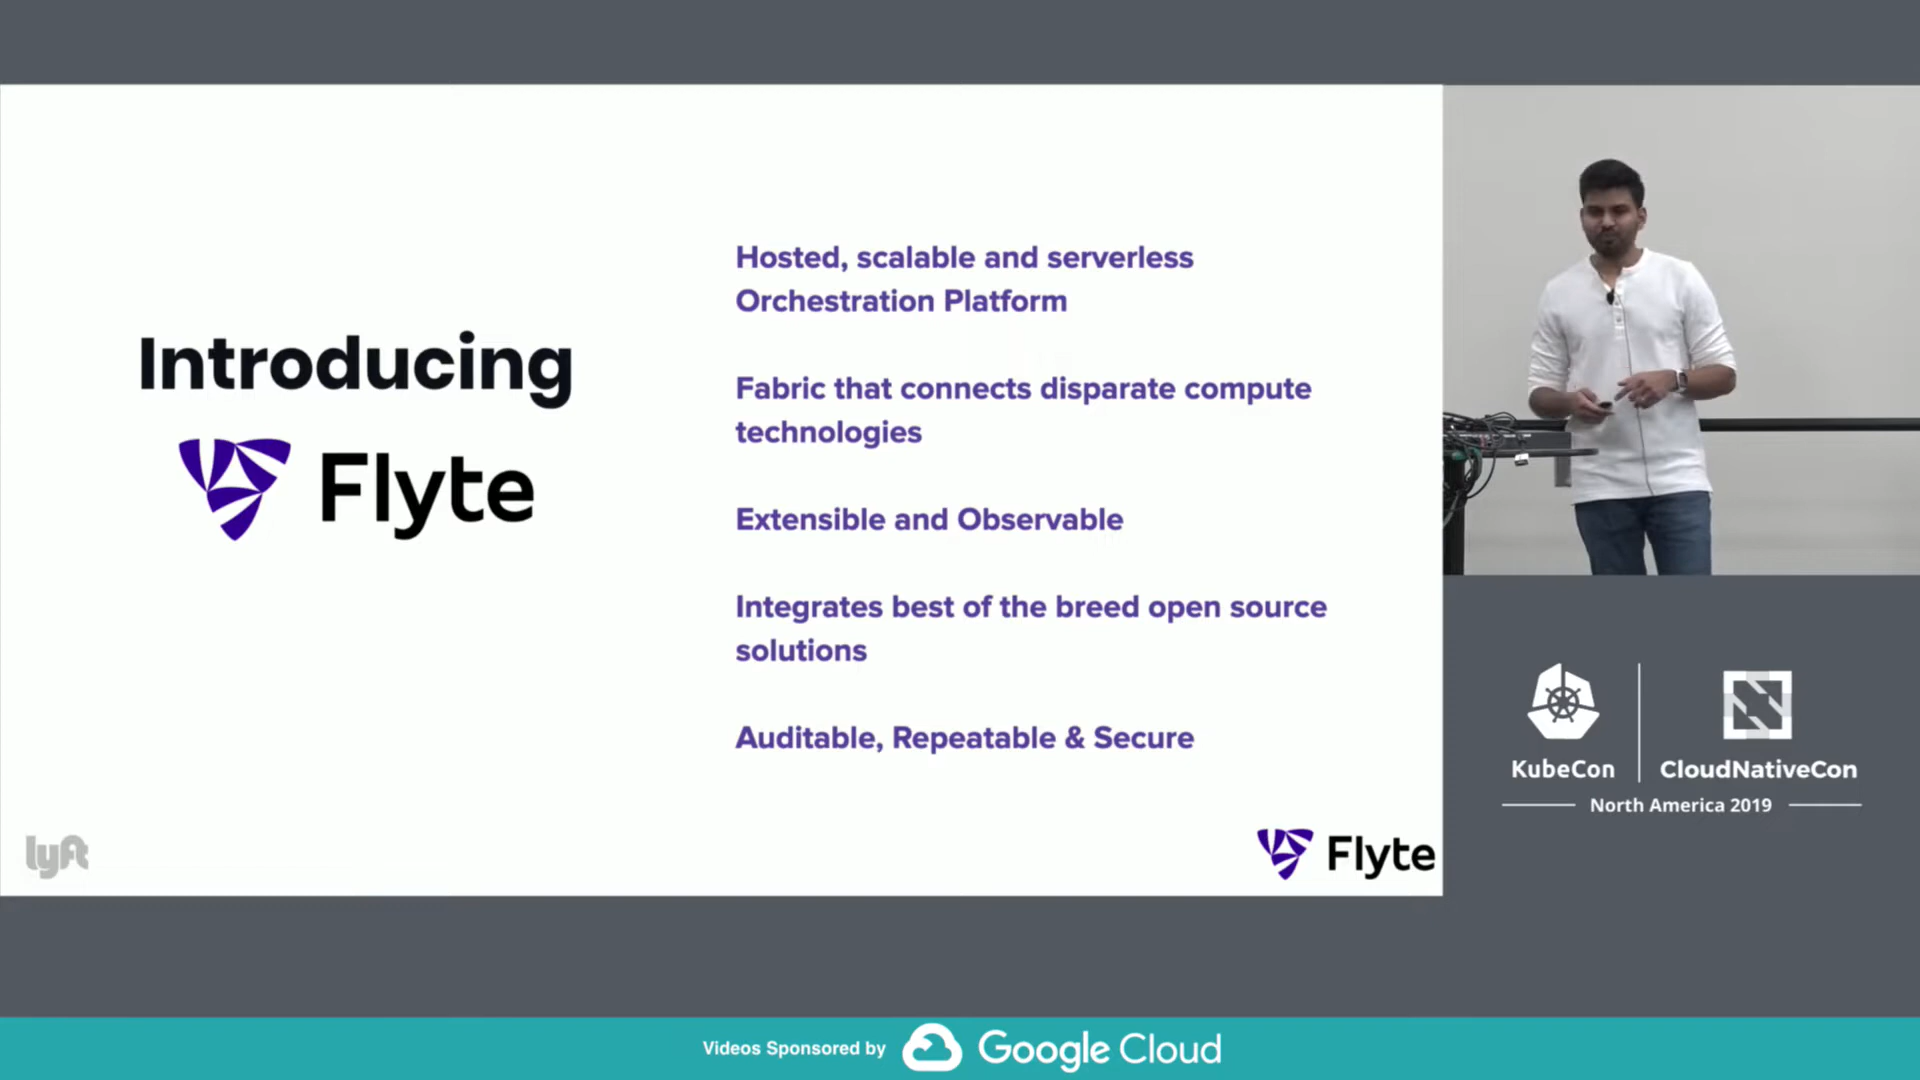 Introducing
Flyte
Hosted, scalable and serverless
Orchestration Platform
Fabric that connects disparate compute
technologies
Extensible and Observable
Integrates best of the breed open source
solutions
Auditable, Repeatable & Secure
lyft
Flyte
KubeCon
CloudNativeCon
North America 2019
Videos Sponsored by
Google Cloud